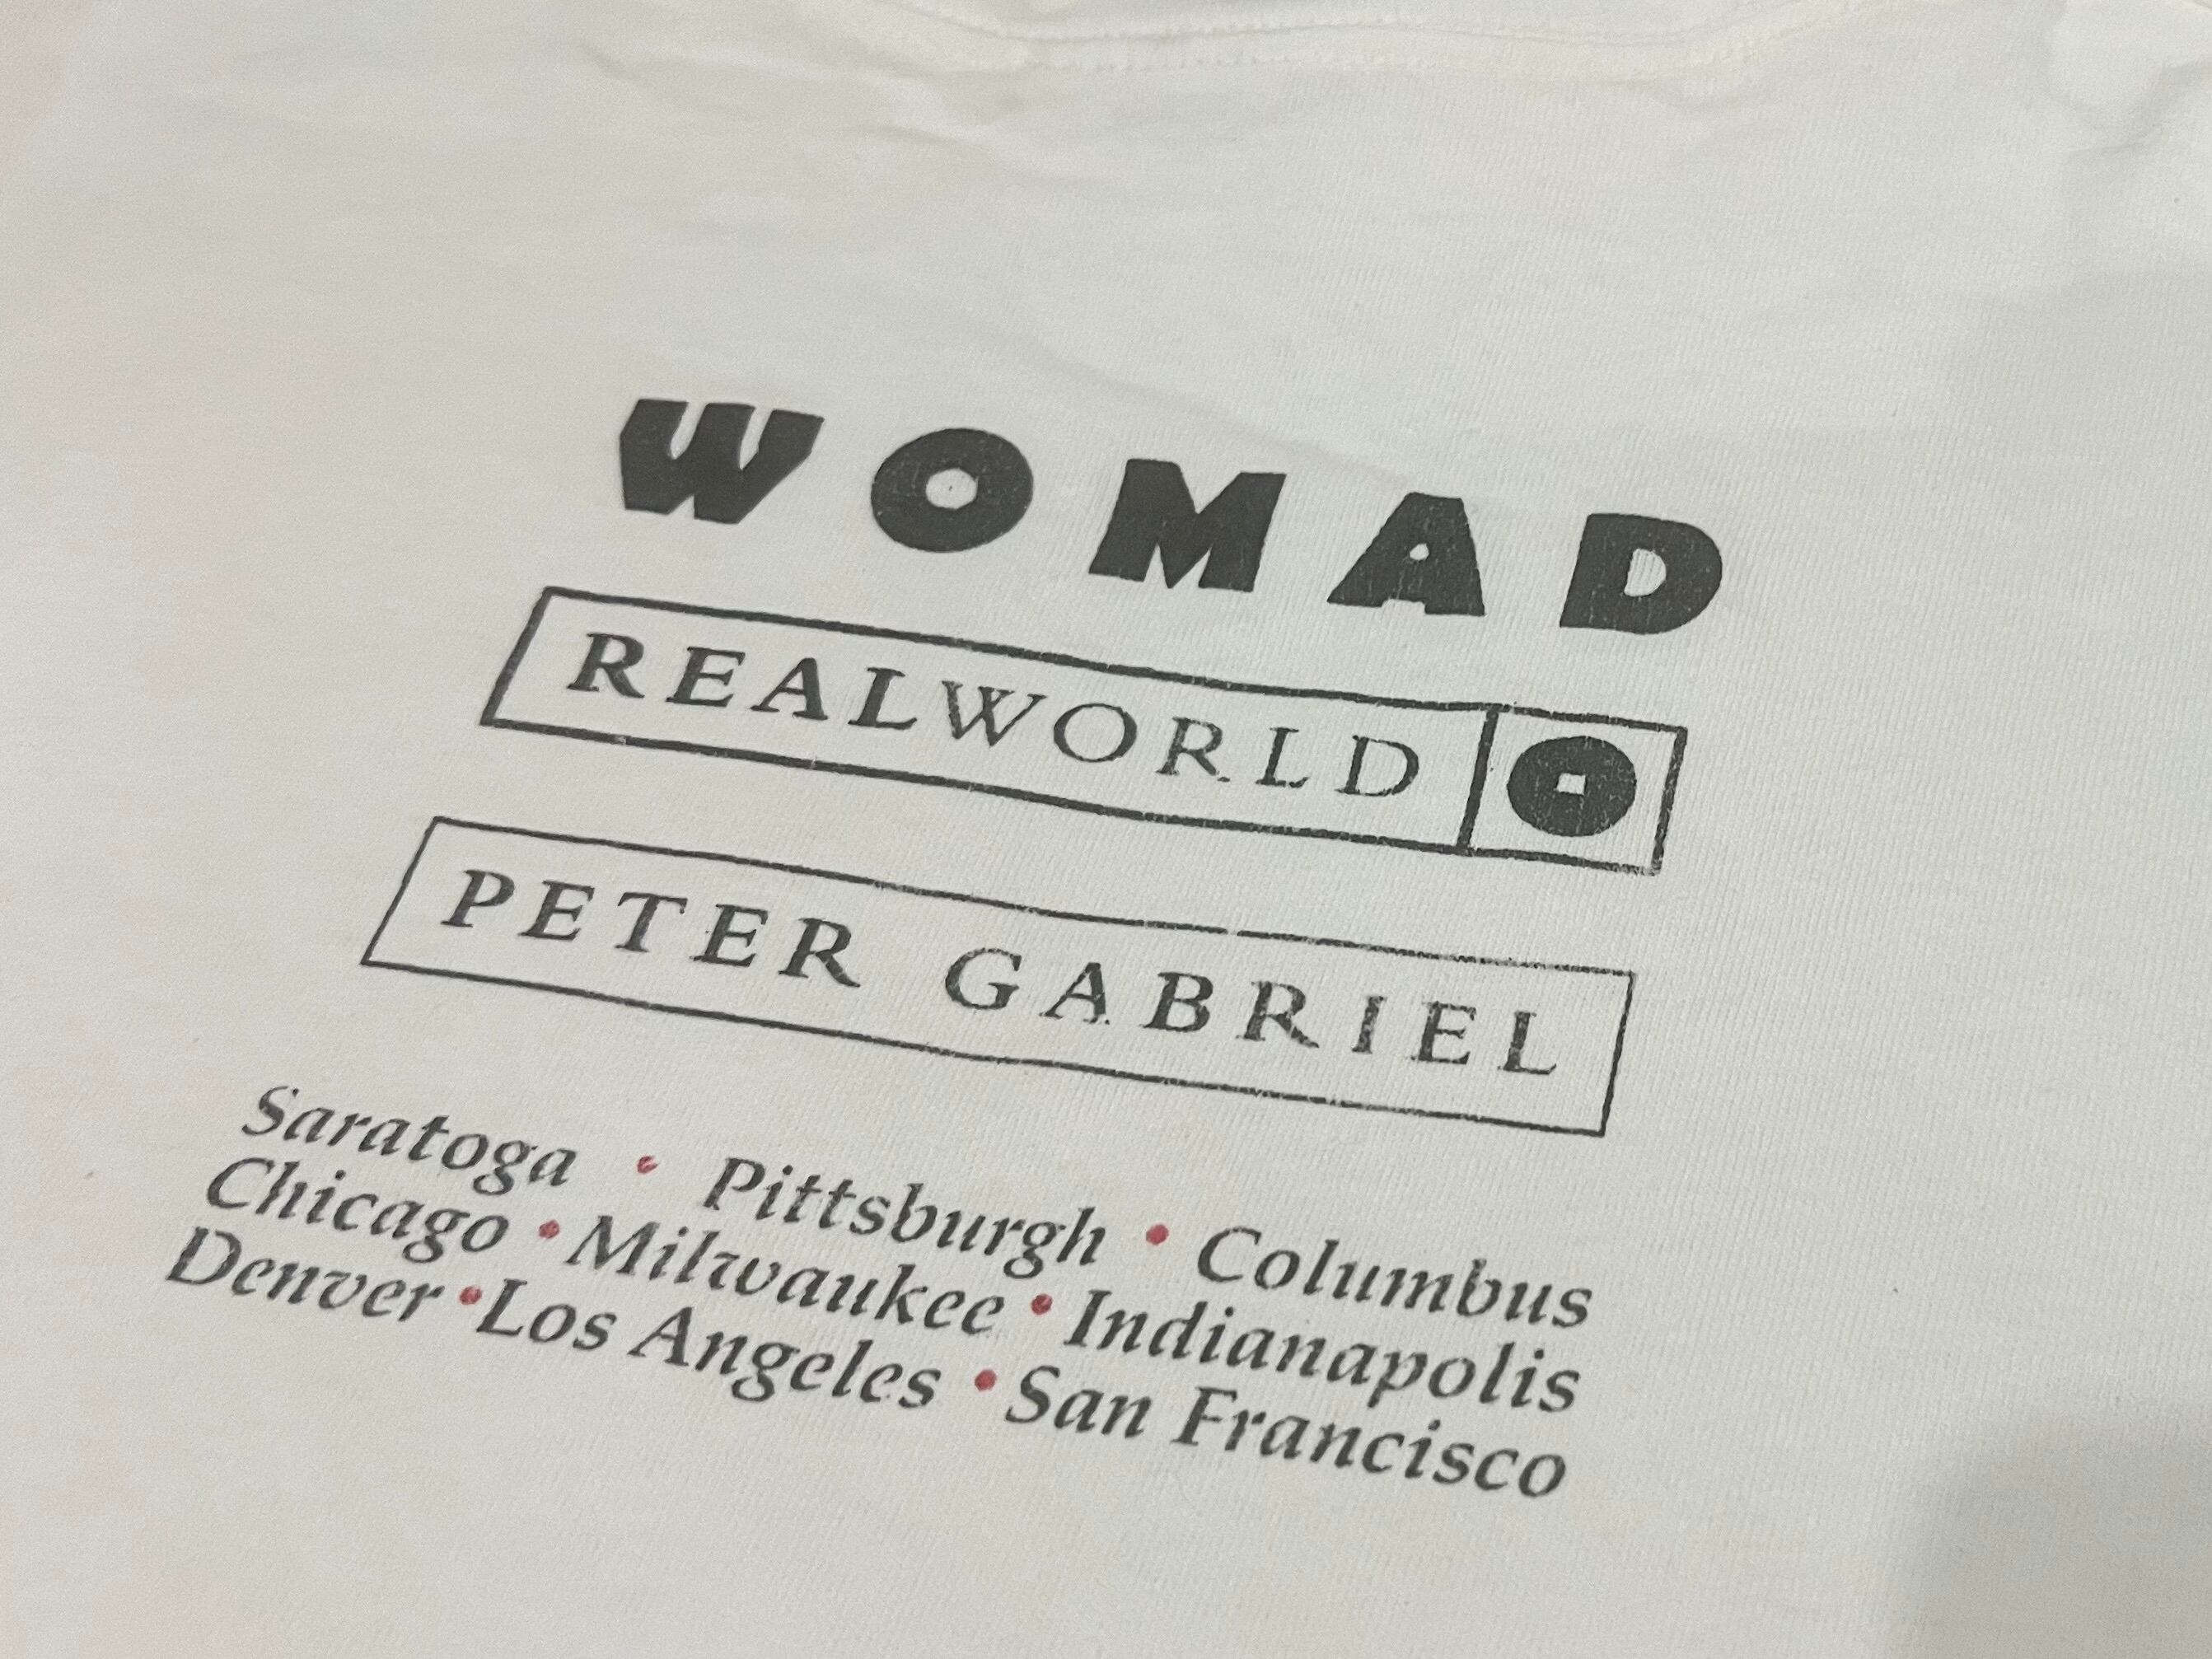 WOMAD
REALWORLD
PETER GABRIEL
Saratoga • Pittsburgh • Columbus
Chicago • Milwaukee • Indianapolis
Denver • Los Angeles • San Francisco